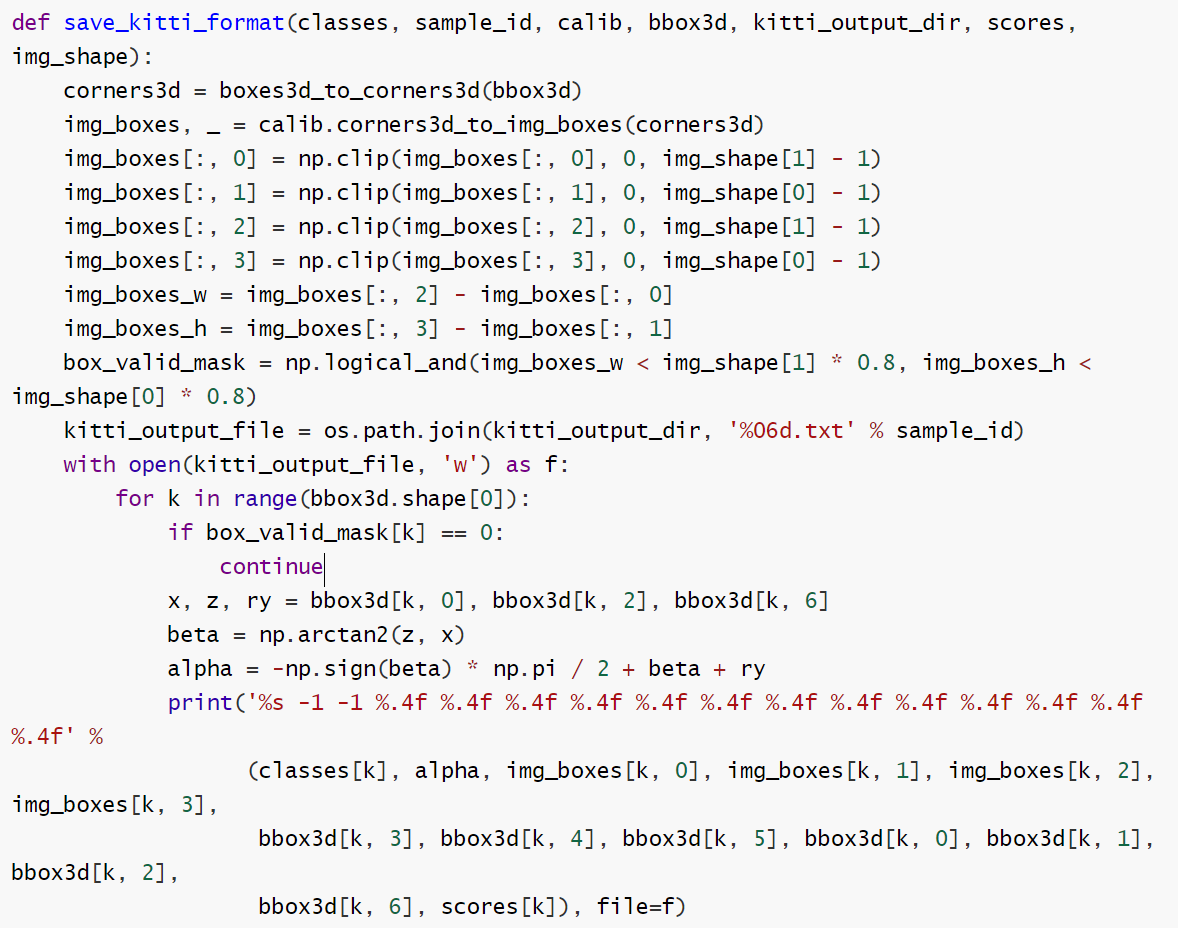 def save_kitti_format(classes, sample_id, calib, bbox3d, kitti_output_dir, scores,
img_shape):
    corners3d = boxes3d_to_corners3d(bbox3d)
    img_boxes, _ = calib.corners3d_to_img_boxes(corners3d)
    img_boxes[:, 0] = np.clip(img_boxes[:, 0], 0, img_shape[1] - 1)
    img_boxes[:, 1] = np.clip(img_boxes[:, 1], 0, img_shape[0] - 1)
    img_boxes[:, 2] = np.clip(img_boxes[:, 2], 0, img_shape[1] - 1)
    img_boxes[:, 3] = np.clip(img_boxes[:, 3], 0, img_shape[0] - 1)
    img_boxes_w = img_boxes[:, 2] - img_boxes[:, 0]
    img_boxes_h = img_boxes[:, 3] - img_boxes[:, 1]
    box_valid_mask = np.logical_and(img_boxes_w < img_shape[1] * 0.8, img_boxes_h <
img_shape[0] * 0.8)
    kitti_output_file = os.path.join(kitti_output_dir, '%06d.txt' % sample_id)
    with open(kitti_output_file, 'w') as f:
        for k in range(bbox3d.shape[0]):
            if box_valid_mask[k] == 0:
                continue
            x, z, ry = bbox3d[k, 0], bbox3d[k, 2], bbox3d[k, 6]
            beta = np.arctan2(z, x)
            alpha = -np.sign(beta) * np.pi / 2 + beta + ry
            print('%s -1 -1 %.4f %.4f %.4f %.4f %.4f %.4f %.4f %.4f %.4f %.4f %.4f %.4f
%.4f' %
                  (classes[k], alpha, img_boxes[k, 0], img_boxes[k, 1], img_boxes[k, 2],
img_boxes[k, 3],
                   bbox3d[k, 3], bbox3d[k, 4], bbox3d[k, 5], bbox3d[k, 0], bbox3d[k, 1],
bbox3d[k, 2],
                   bbox3d[k, 6], scores[k]), file=f)